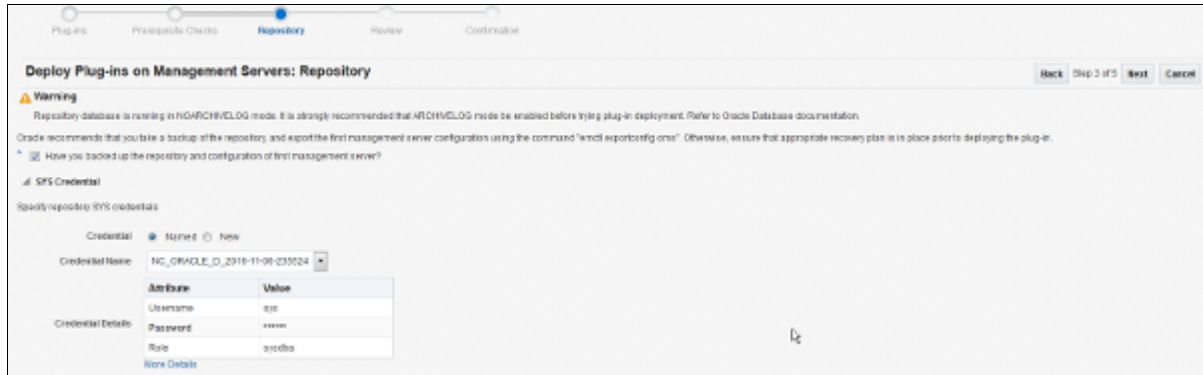 Plug-ins Prerequisite Checks Repository Review Confirmation
Deploy Plug-ins on Management Servers: Repository Back Step 3 of 5 Next Cancel
Warning
Repository database is running in NOARCHIVELOG mode. It is strongly recommended that ARCHIVELOG mode be enabled before trying plug-in deployment. Refer to Oracle Database documentation.
Oracle recommends that you take a backup of the repository, and export the first management server configuration using the command "emctl exportconfig oms". Otherwise, ensure that appropriate recovery plan is in place prior to deploying the plug-in.
* Have you backed up the repository and configuration of first management server?
SYS Credential
Specify repository SYS credentials
Credential Named New
Credential Name NC_ORACLE_D_2018-11-06-235524
Attribute Value
Username sys
Credential Details Password ******
Role sysdba
More Details